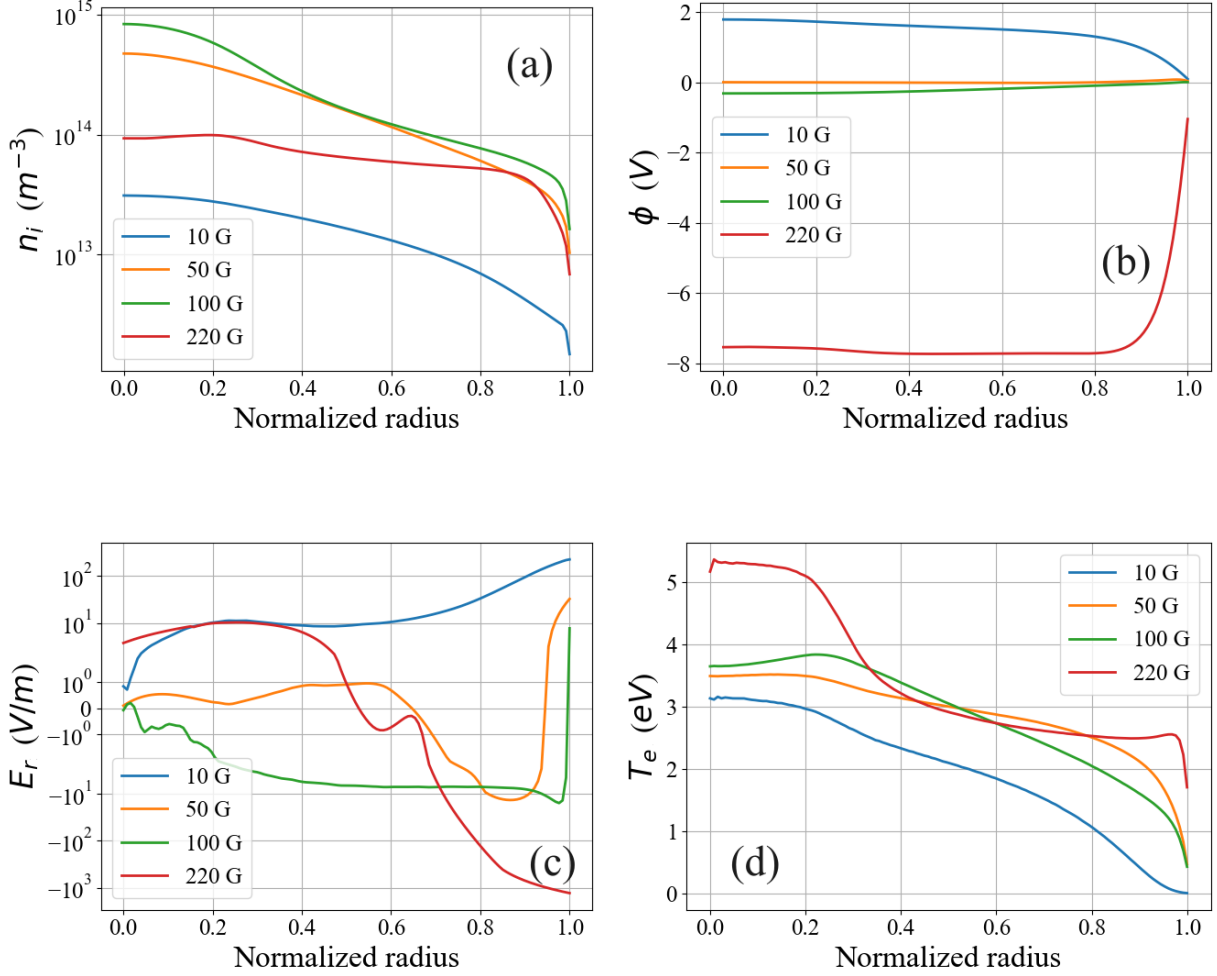 10^15
10^14
10^13
n_i (m^−3)
(a)
10 G
50 G
100 G
220 G
0.0 0.2 0.4 0.6 0.8 1.0
Normalized radius
2
0
−2
−4
−6
−8
ϕ (V)
10 G
50 G
100 G
220 G
(b)
0.0 0.2 0.4 0.6 0.8 1.0
Normalized radius
10^2
10^1
10^0
0
−10^0
−10^1
−10^2
−10^3
E_r (V/m)
10 G
50 G
100 G
220 G
(c)
0.0 0.2 0.4 0.6 0.8 1.0
Normalized radius
5
4
3
2
1
0
T_e (eV)
10 G
50 G
100 G
220 G
(d)
0.0 0.2 0.4 0.6 0.8 1.0
Normalized radius